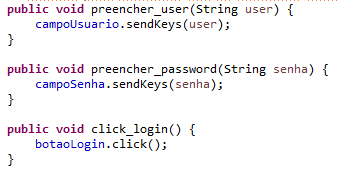 public void preencher_user(String user) {
campoUsuario.sendKeys(user);
}
public void preencher_password(String senha) {
campoSenha.sendKeys(senha);
}
public void click_login() {
botaoLogin.click();
}